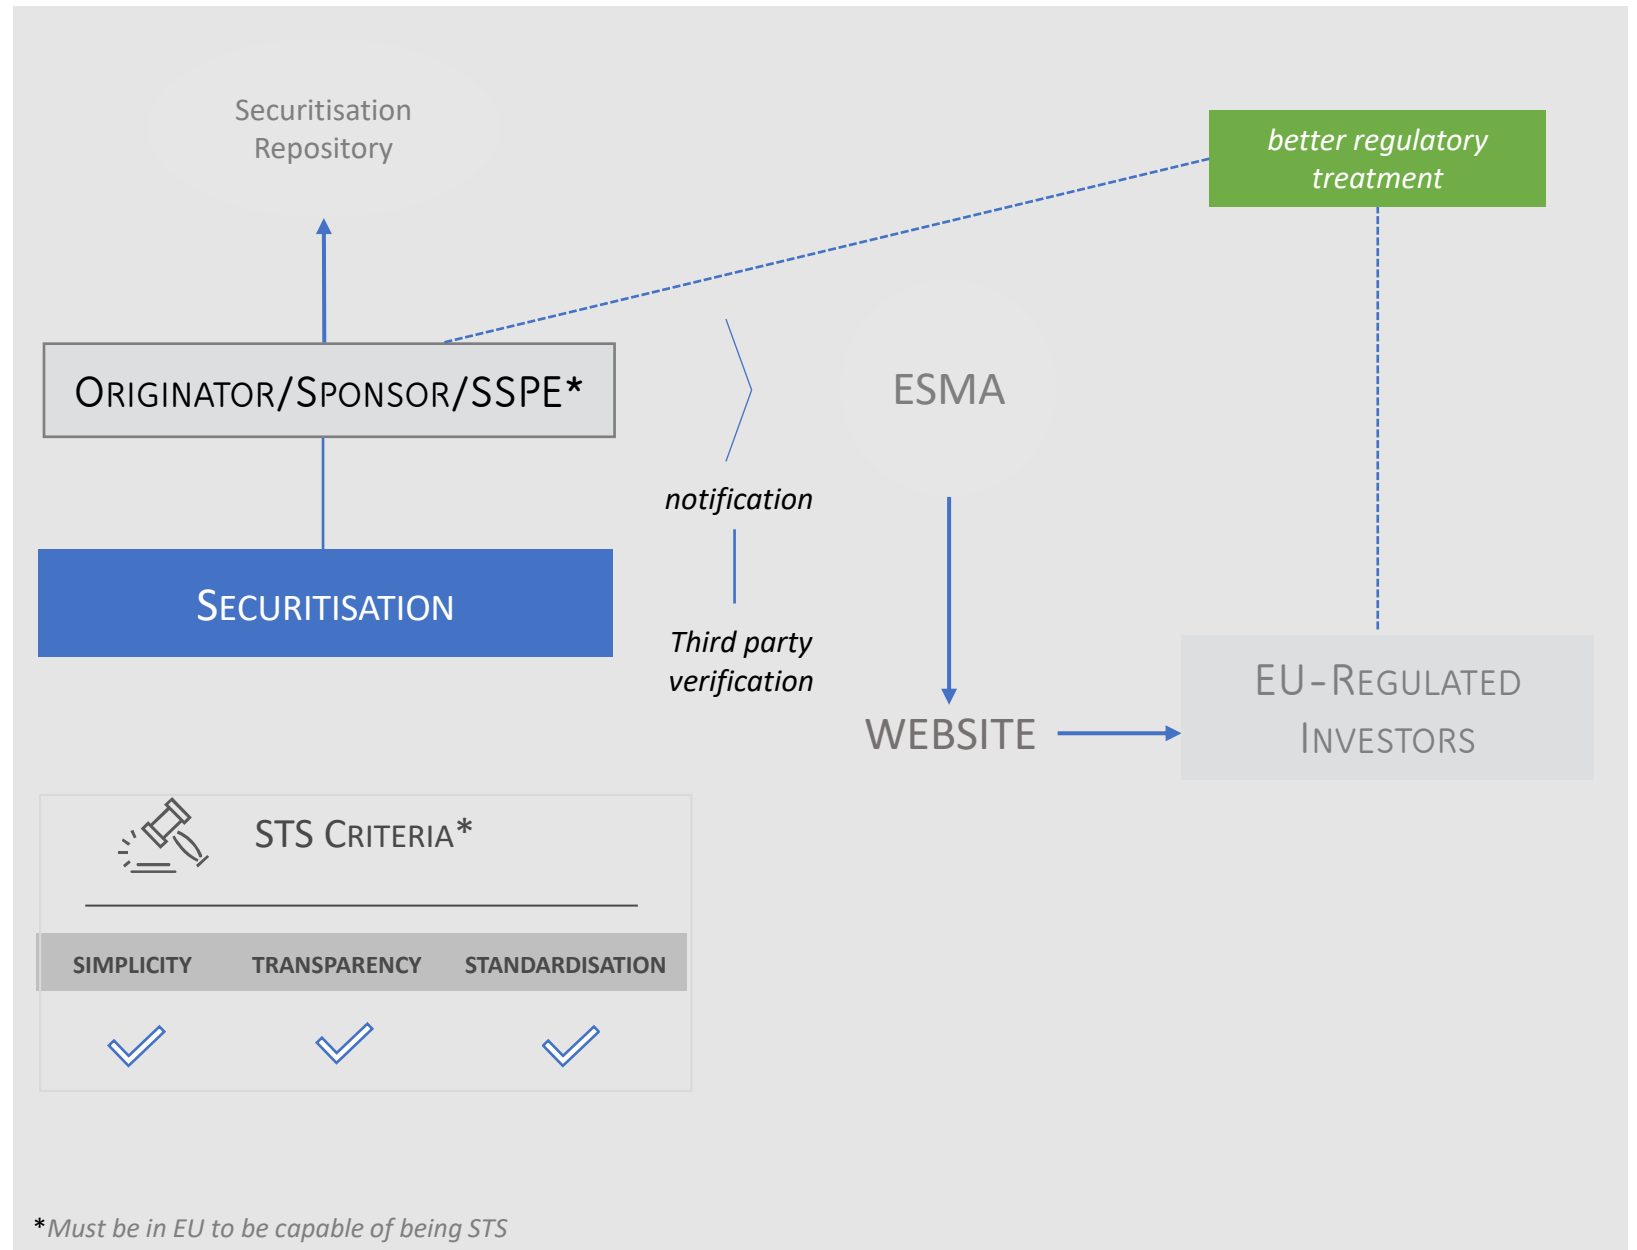 Securitisation
Repository
better regulatory
treatment
ORIGINATOR/SPONSOR/SSPE*
ESMA
notification
SECURITISATION
Third party
verification
WEBSITE
EU-REGULATED
INVESTORS
STS CRITERIA*
SIMPLICITY TRANSPARENCY STANDARDISATION
*Must be in EU to be capable of being STS